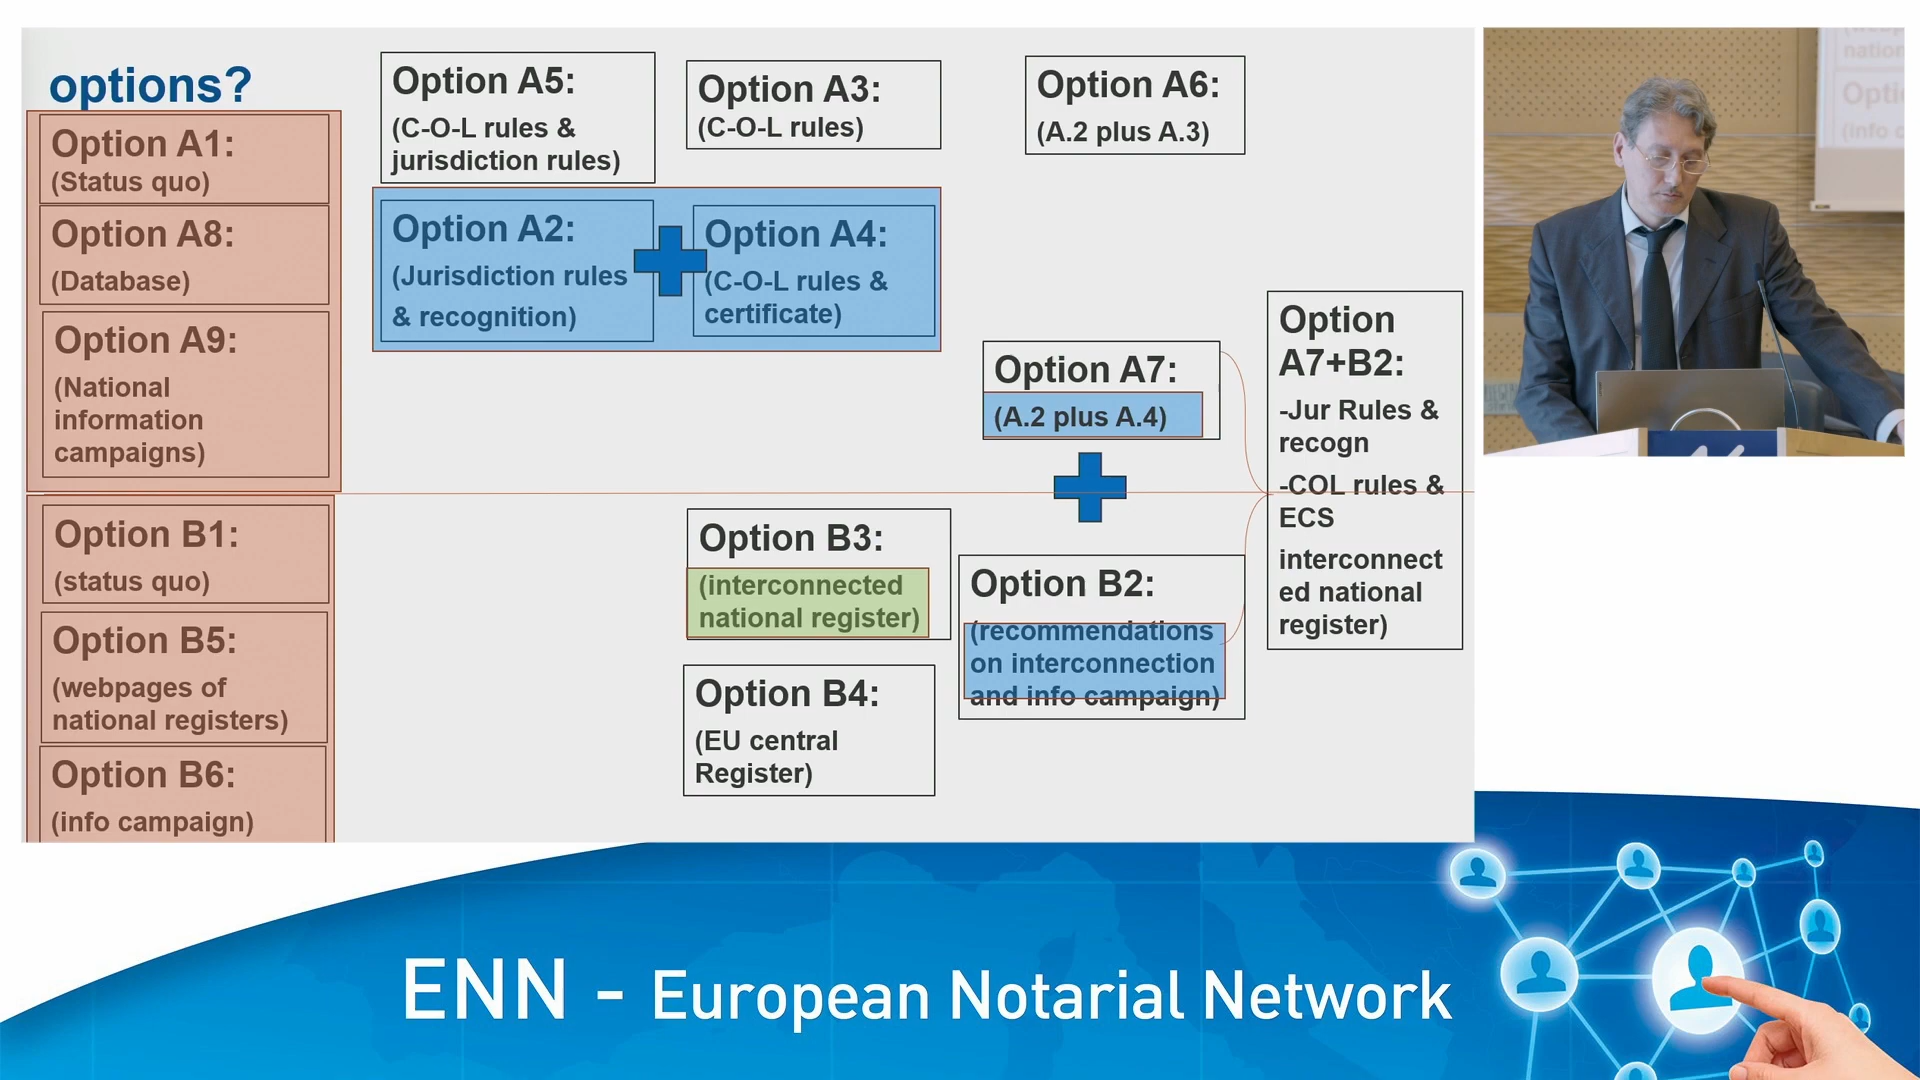 options?
Option A1:
(Status quo)
Option A8:
(Database)
Option A9:
(National
information
campaigns)
Option B1:
(status quo)
Option B5:
(webpages of
national registers)
Option B6:
(info campaign)
Option A5:
(C-O-L rules &
jurisdiction rules)
Option A3:
(C-O-L rules)
Option A6:
(A.2 plus A.3)
Option A2:
(Jurisdiction rules
& recognition)
Option A4:
(C-O-L rules &
certificate)
Option A7:
(A.2 plus A.4)
Option B3:
(interconnected
national register)
Option B2:
(recommendations
on interconnection
and info campaign)
Option B4:
(EU central
Register)
Option
A7+B2:
-Jur Rules &
recogn
-COL rules &
ECS
interconnect
ed national
register)
ENN - European Notarial Network